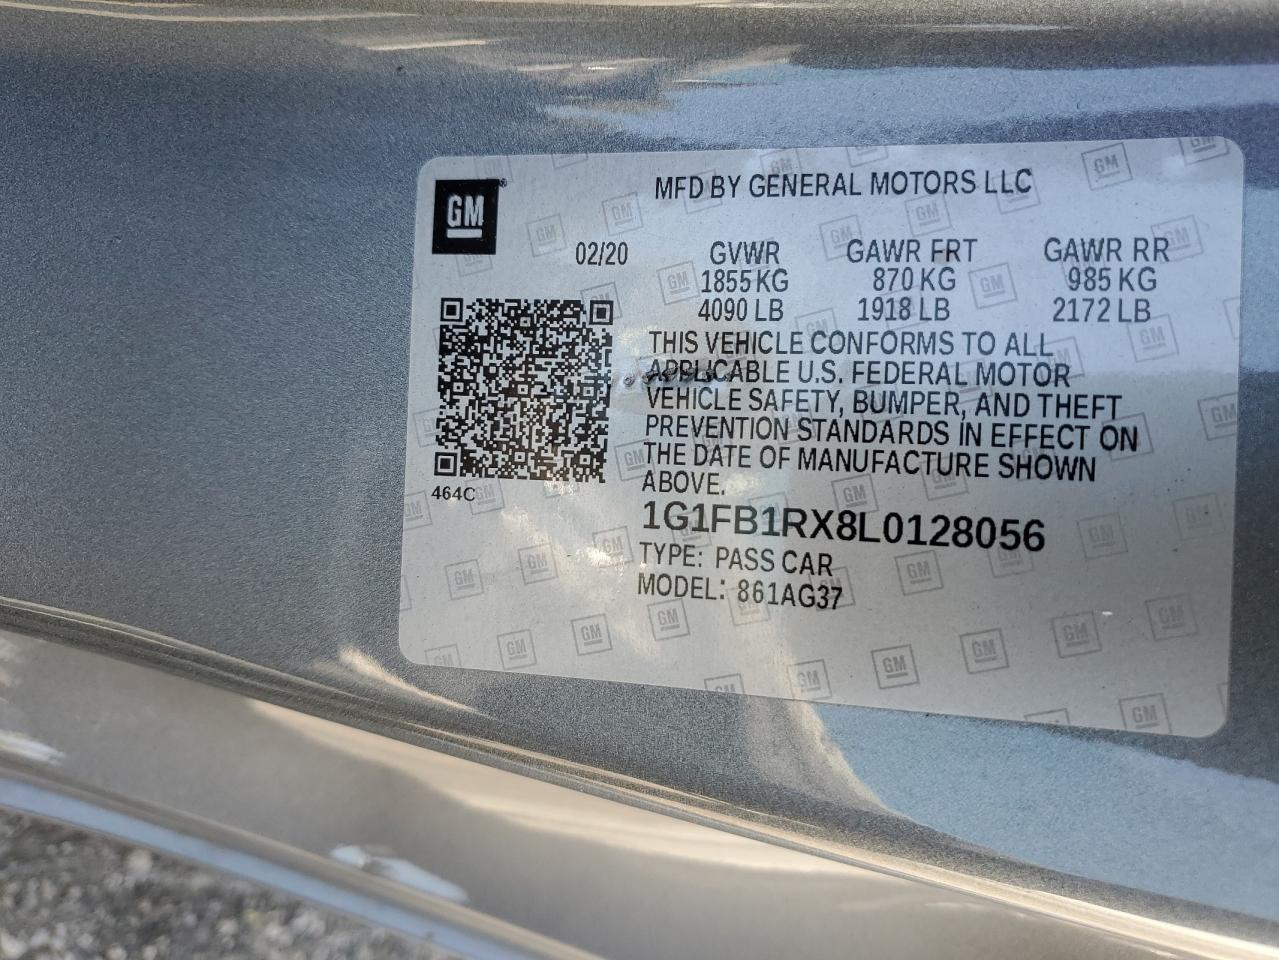 GM
MFD BY GENERAL MOTORS LLC
02/20 GVWR GAWR FRT GAWR RR
1855 KG 870 KG 985 KG
4090 LB 1918 LB 2172 LB
THIS VEHICLE CONFORMS TO ALL
APPLICABLE U.S. FEDERAL MOTOR
VEHICLE SAFETY, BUMPER, AND THEFT
PREVENTION STANDARDS IN EFFECT ON
THE DATE OF MANUFACTURE SHOWN
ABOVE.
464C
1G1FB1RX8L0128056
TYPE: PASS CAR
MODEL: 861AG37